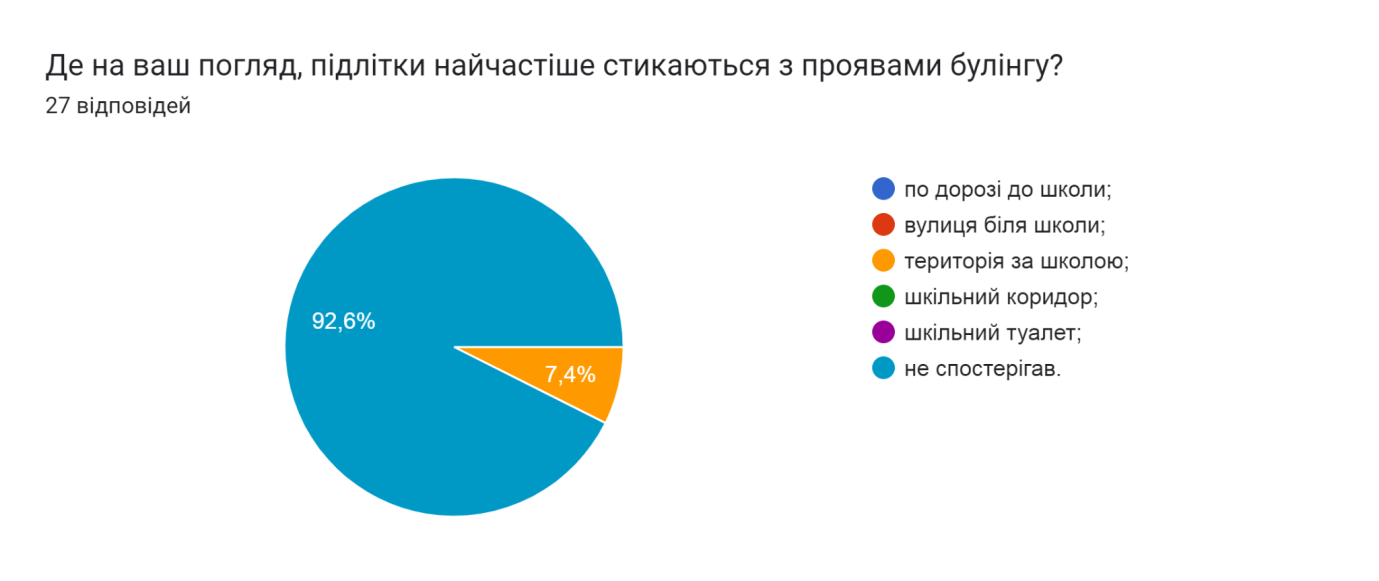 Де на ваш погляд, підлітки найчастіше стикаються з проявами булінгу?
27 відповідей
по дорозі до школи;
вулиця біля школи;
територія за школою;
шкільний коридор;
шкільний туалет;
не спостерігав.
92,6%
7,4%